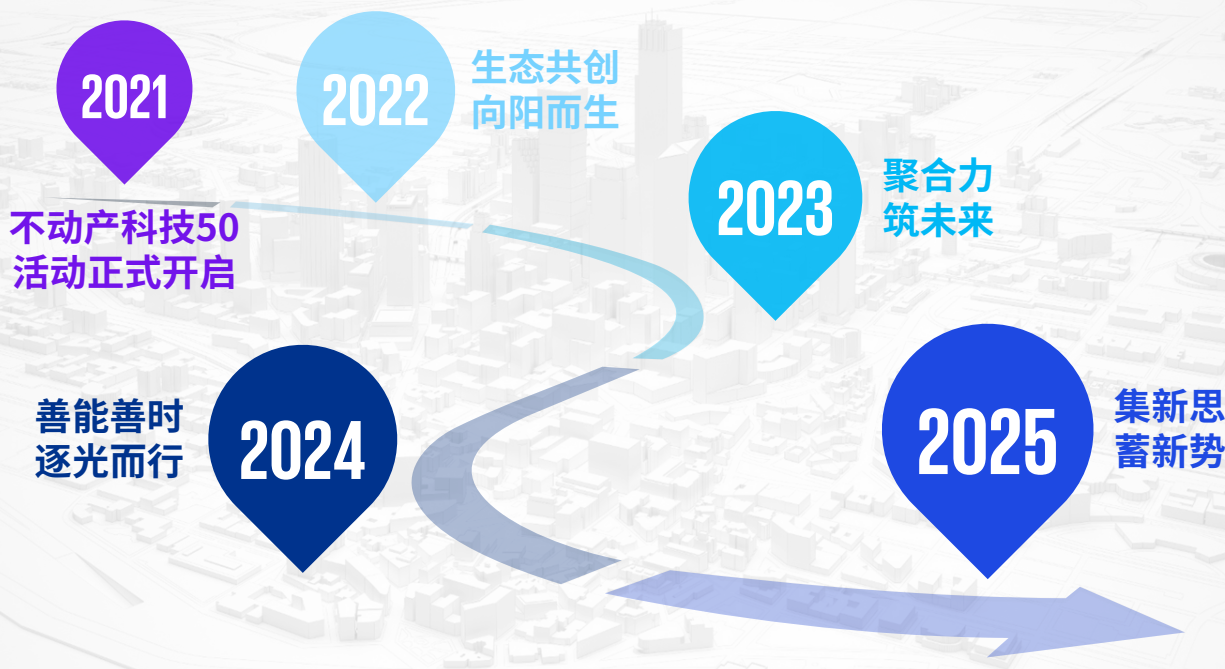 2021
不动产科技50
活动正式开启
2022
生态共创
向阳而生
2023
聚合力
筑未来
2024
善能善时
逐光而行
2025
集新思
蓄新势